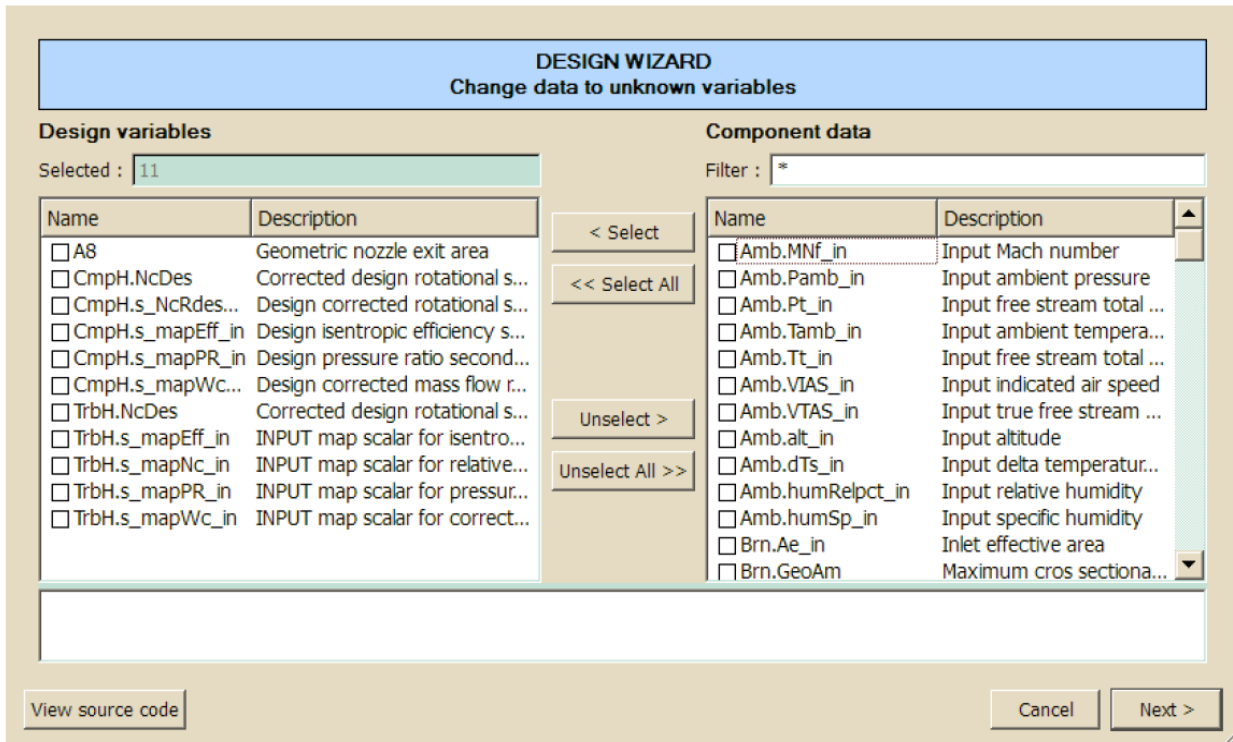 DESIGN WIZARD
Change data to unknown variables
Design variables
Component data
Selected : 11
Filter : *
Name Description
A8 Geometric nozzle exit area
CmpH.NcDes Corrected design rotational s...
CmpH.s_NcRdes... Design corrected rotational s...
CmpH.s_mapEff_in Design isentropic efficiency s...
CmpH.s_mapPR_in Design pressure ratio second...
CmpH.s_mapWc... Design corrected mass flow r...
TrbH.NcDes Corrected design rotational s...
TrbH.s_mapEff_in INPUT map scalar for isentro...
TrbH.s_mapNc_in INPUT map scalar for relative...
TrbH.s_mapPR_in INPUT map scalar for pressur...
TrbH.s_mapWc_in INPUT map scalar for correct...
< Select
<< Select All
Unselect >
Unselect All >>
Name Description
Amb.MNf_in Input Mach number
Amb.Pamb_in Input ambient pressure
Amb.Pt_in Input free stream total ...
Amb.Tamb_in Input ambient tempera...
Amb.Tt_in Input free stream total ...
Amb.VIAS_in Input indicated air speed
Amb.VTAS_in Input true free stream ...
Amb.alt_in Input altitude
Amb.dTs_in Input delta temperatur...
Amb.humRelpct_in Input relative humidity
Amb.humSp_in Input specific humidity
Brn.Ae_in Inlet effective area
Brn.GeoAm Maximum cros sectiona...
View source code
Cancel
Next >